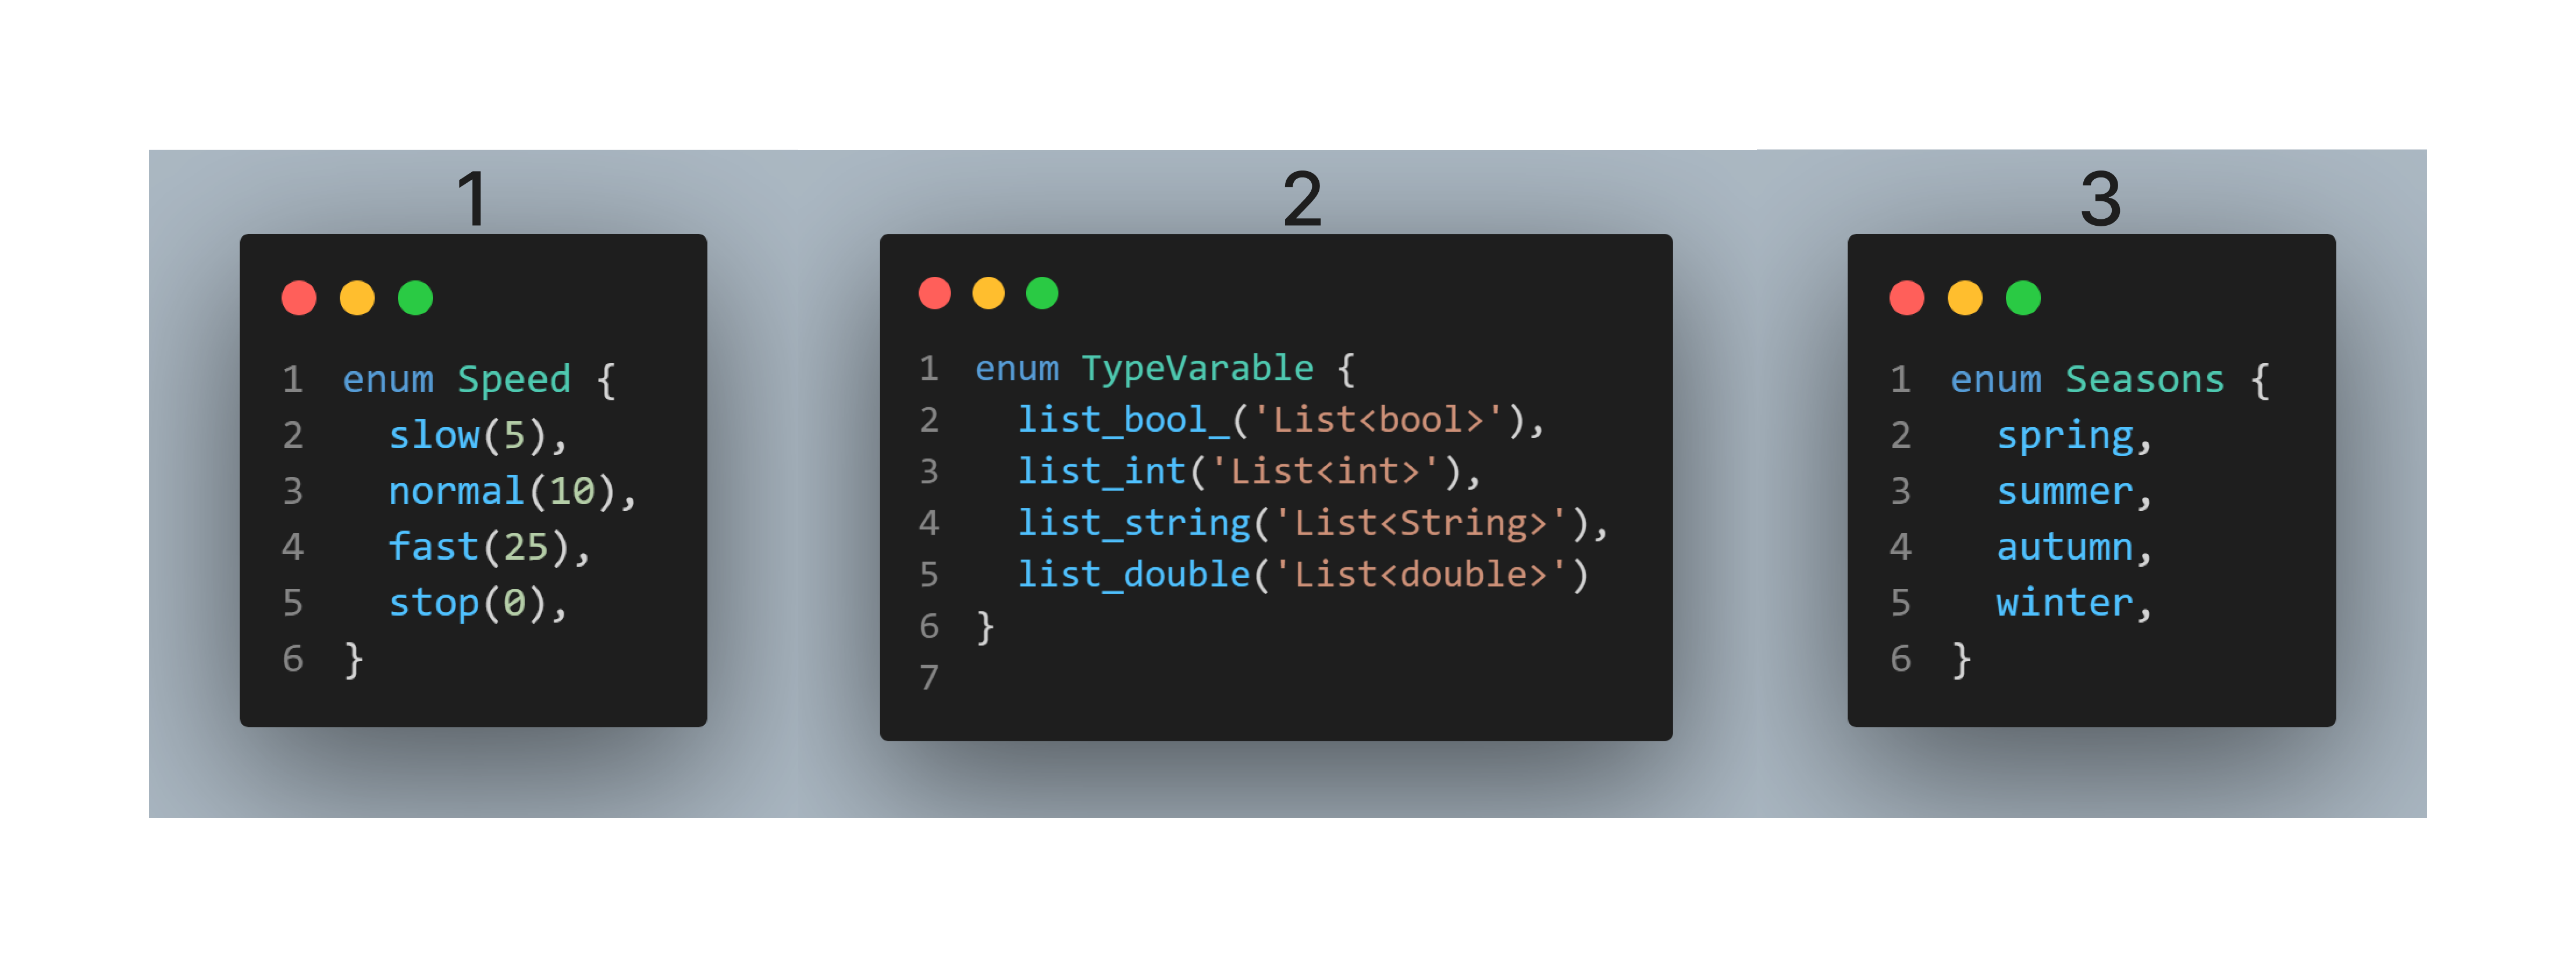 1
1 enum Speed {
2   slow(5),
3   normal(10),
4   fast(25),
5   stop(0),
6 }
2
1 enum TypeVarable {
2   list_bool_('List<bool>'),
3   list_int('List<int>'),
4   list_string('List<String>'),
5   list_double('List<double>')
6 }
7
3
1 enum Seasons {
2   spring,
3   summer,
4   autumn,
5   winter,
6 }